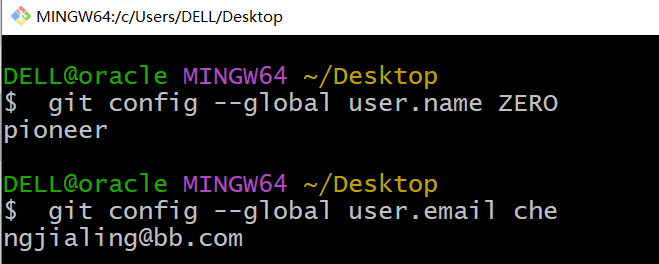 MINGW64:/c/Users/DELL/Desktop
DELL@oracle MINGW64 ~/Desktop
$  git config --global user.name ZERO
pioneer
DELL@oracle MINGW64 ~/Desktop
$  git config --global user.email che
ngjialing@bb.com